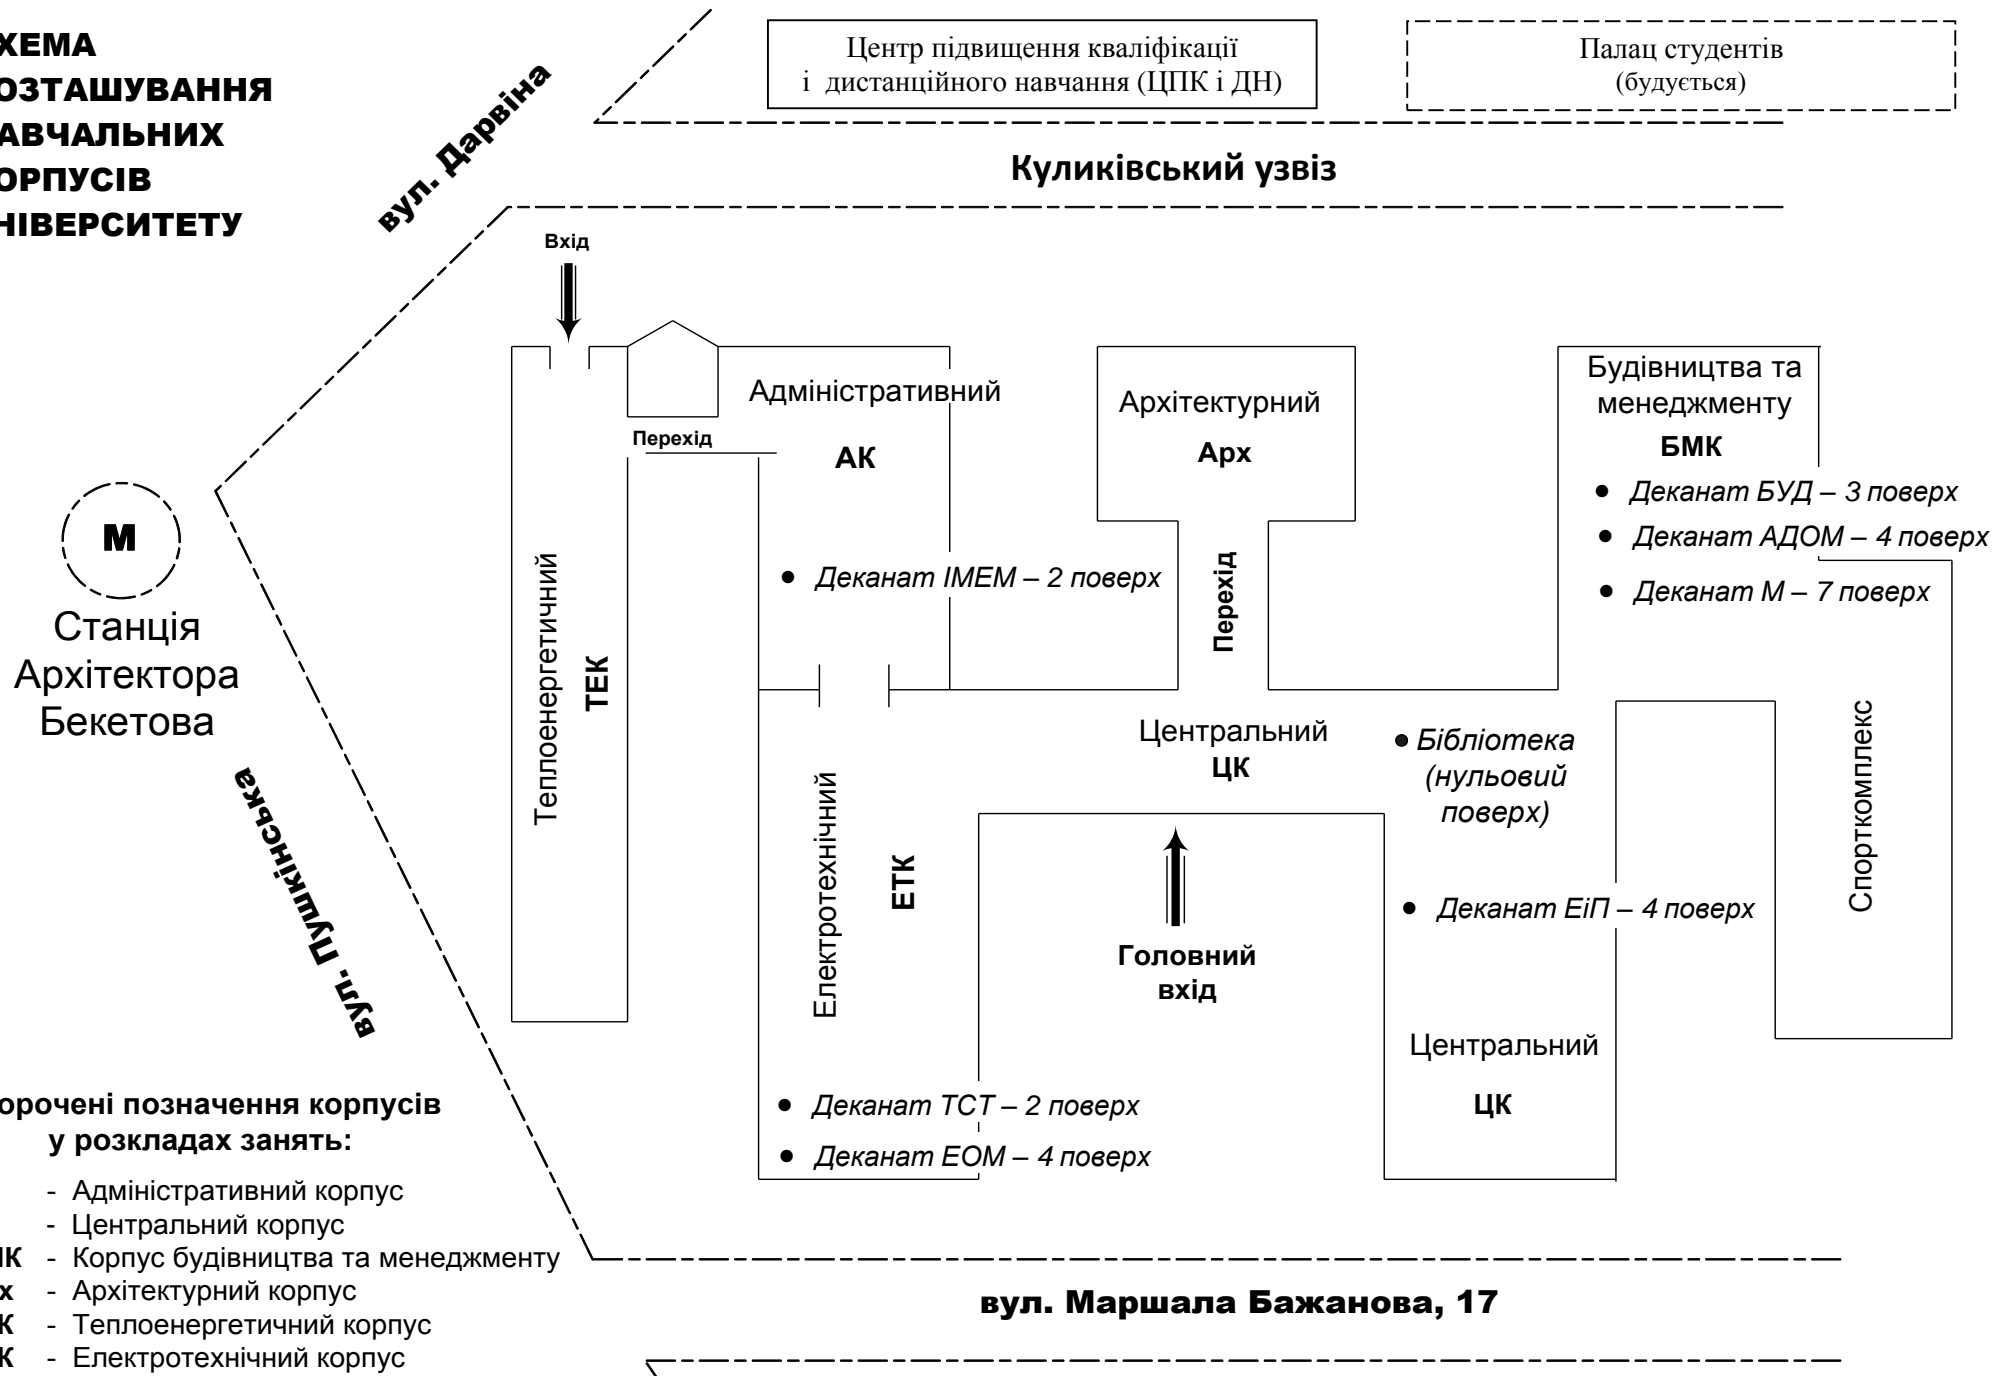 ХЕМА
ОЗТАШУВАННЯ
АВЧАЛЬНИХ
ОРПУСІВ
НІВЕРСИТЕТУ
вул. Дарвіна
Центр підвищення кваліфікації
і дистанційного навчання (ЦПК і ДН)
Палац студентів
(будується)
Куликівський узвіз
Вхід
Перехід
Адміністративний
АК
Деканат ІМЕМ – 2 поверх
Архітектурний
Арх
Перехід
Будівництва та
менеджменту
БМК
Деканат БУД – 3 поверх
Деканат АДОМ – 4 поверх
Деканат М – 7 поверх
М
Станція
Архітектора
Бекетова
Теплоенергетичний
ТЕК
Центральний
ЦК
Бібліотека
(нульовий
поверх)
Спорткомплекс
Електротехнічний
ЕТК
Головний
вхід
Деканат ЕіП – 4 поверх
Центральний
ЦК
вул. Пушкінська
Деканат ТСТ – 2 поверх
Деканат ЕОМ – 4 поверх
орочені позначення корпусів
у розкладах занять:
- Адміністративний корпус
- Центральний корпус
МК - Корпус будівництва та менеджменту
х - Архітектурний корпус
К - Теплоенергетичний корпус
К - Електротехнічний корпус
вул. Маршала Бажанова, 17